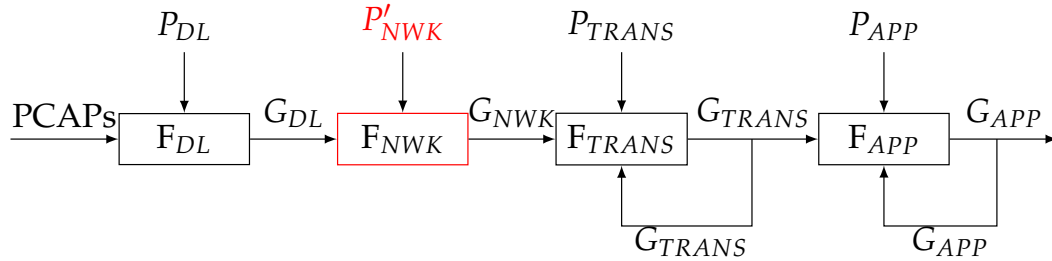 P_DL P'_NWK P_TRANS P_APP
PCAPs G_DL G_NWK G_TRANS G_APP
F_DL F_NWK F_TRANS F_APP
G_TRANS G_APP